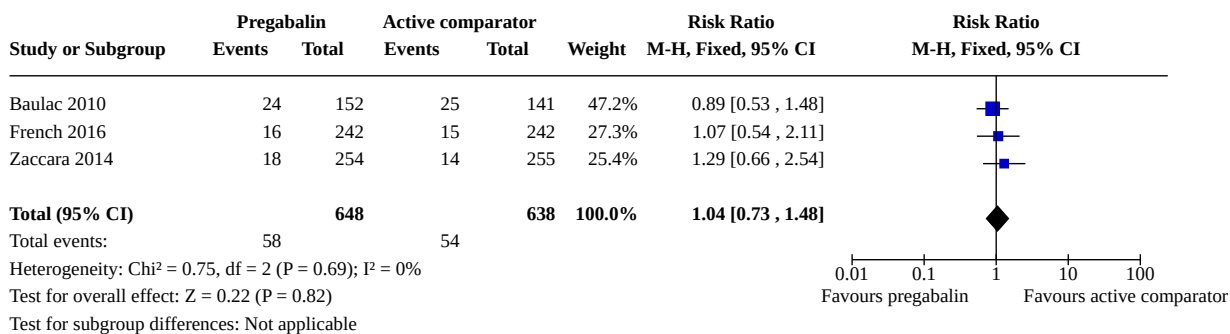 Pregabalin Active comparator Risk Ratio Risk Ratio
Study or Subgroup Events Total Events Total Weight M-H, Fixed, 95% CI M-H, Fixed, 95% CI
Baulac 2010 24 152 25 141 47.2% 0.89 [0.53 , 1.48]
French 2016 16 242 15 242 27.3% 1.07 [0.54 , 2.11]
Zaccara 2014 18 254 14 255 25.4% 1.29 [0.66 , 2.54]
Total (95% CI) 648 638 100.0% 1.04 [0.73 , 1.48]
Total events: 58 54
Heterogeneity: Chi² = 0.75, df = 2 (P = 0.69); I² = 0%
0.01 0.1 1 10 100
Test for overall effect: Z = 0.22 (P = 0.82)
Favours pregabalin Favours active comparator
Test for subgroup differences: Not applicable